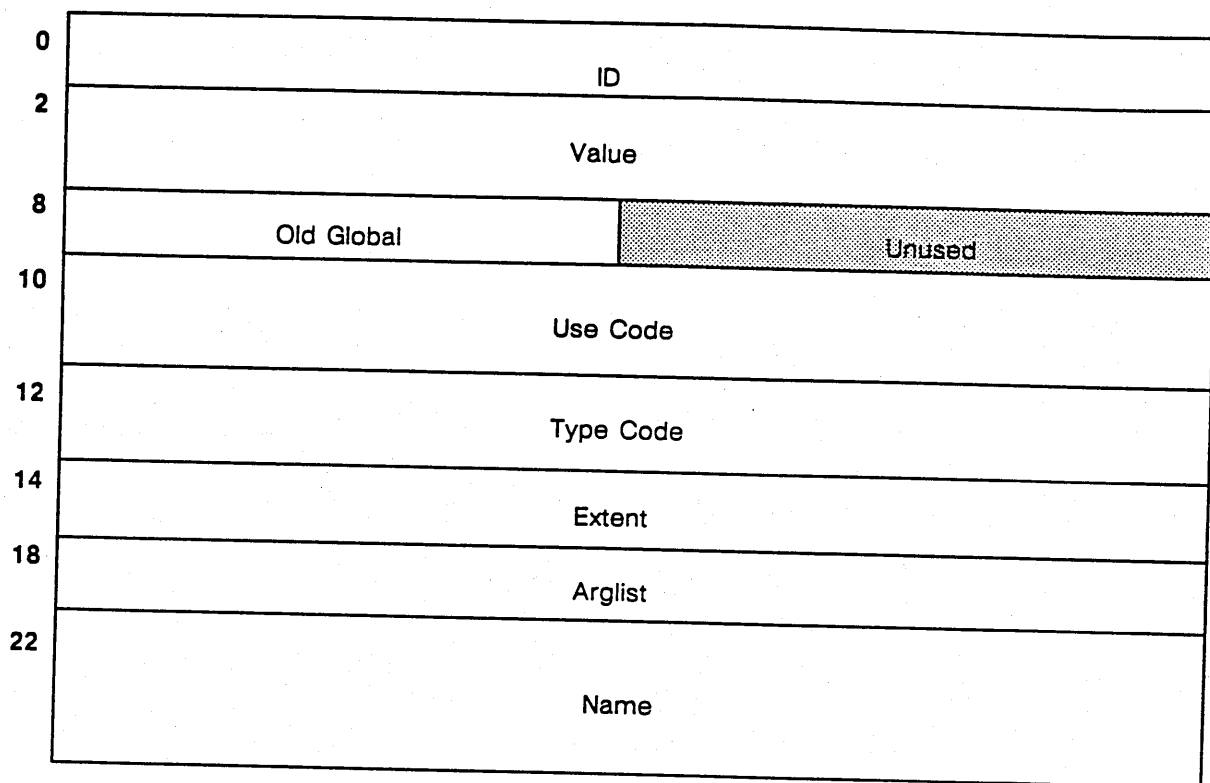 0
ID
2
Value
8
Old Global
Unused
10
Use Code
12
Type Code
14
Extent
18
Arglist
22
Name